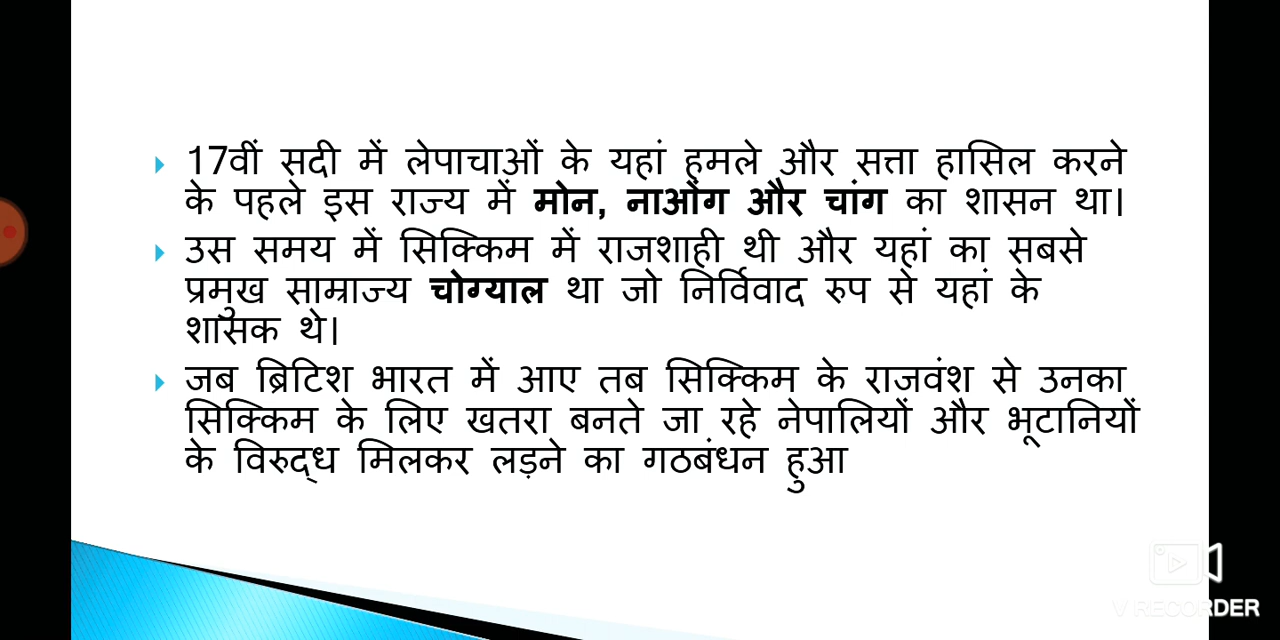 17वीं सदी में लेपाचाओं के यहां हमले और सत्ता हासिल करने
के पहले इस राज्य में मोन, नाओंग और चांग का शासन था।
उस समय में सिक्किम में राजशाही थी और यहां का सबसे
प्रमुख साम्राज्य चोग्याल था जो निर्विवाद रुप से यहां के
शासक थे।
जब ब्रिटिश भारत में आए तब सिक्किम के राजवंश से उनका
सिक्किम के लिए खतरा बनते जा रहे नेपालियों और भूटानियों
के विरुद्ध मिलकर लड़ने का गठबंधन हुआ
V RECORDER